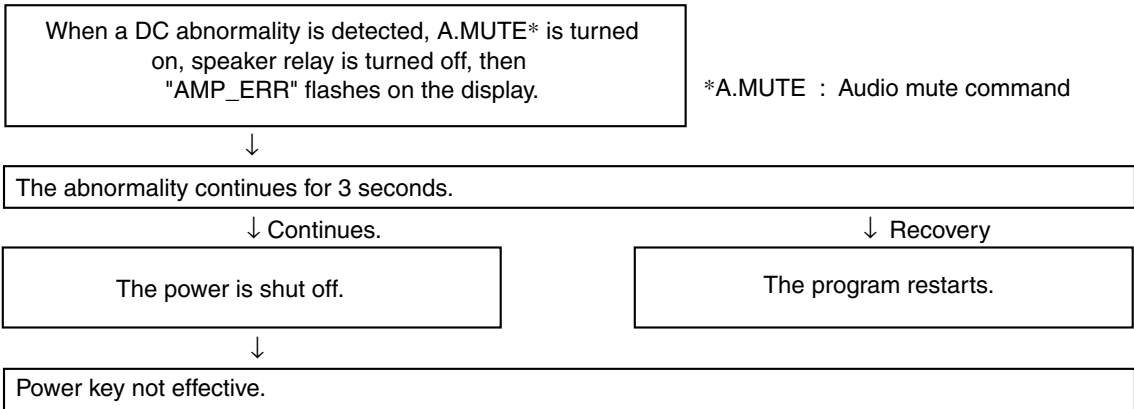 When a DC abnormality is detected, A.MUTE* is turned
on, speaker relay is turned off, then
"AMP_ERR" flashes on the display.
*A.MUTE : Audio mute command
↓
The abnormality continues for 3 seconds.
↓ Continues.
↓ Recovery
The power is shut off.
The program restarts.
↓
Power key not effective.